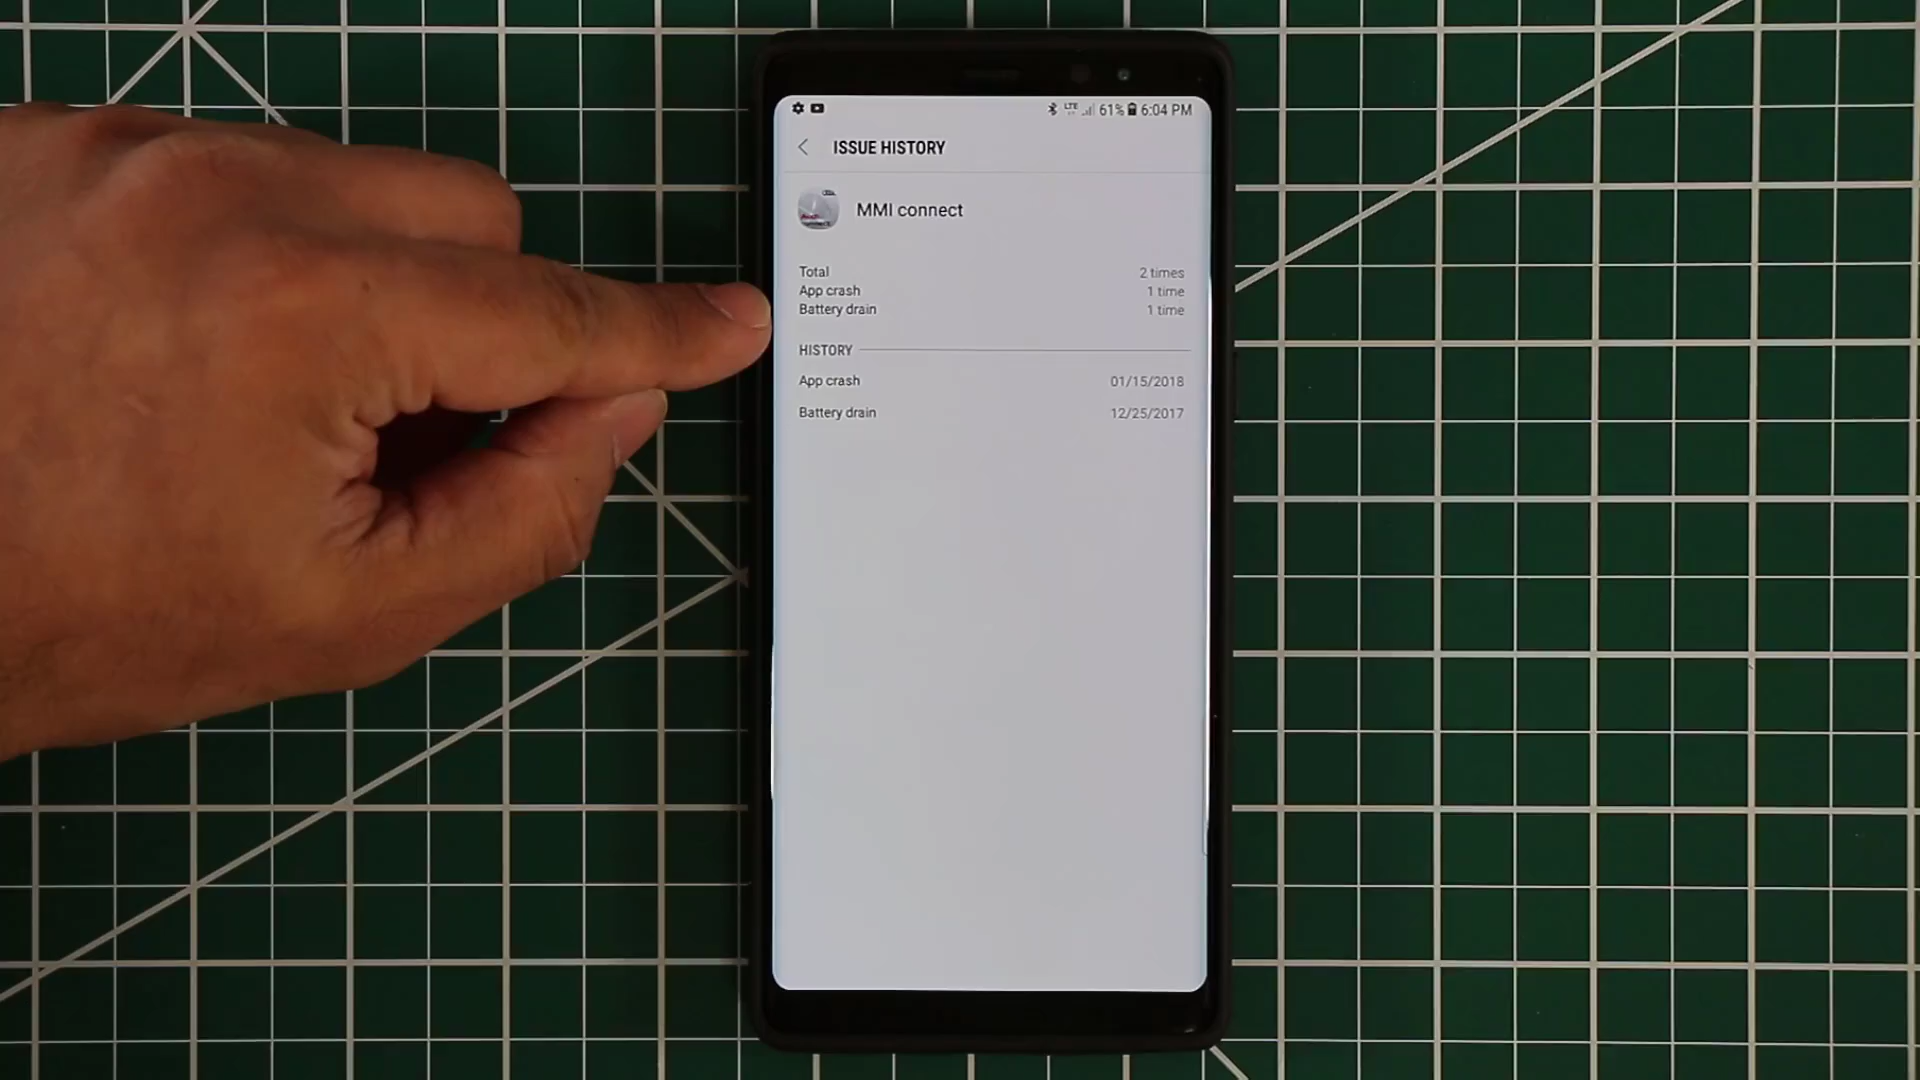 LTE 61% 6:04 PM
ISSUE HISTORY
MMI connect
Total 2 times
App crash 1 time
Battery drain 1 time
HISTORY
App crash 01/15/2018
Battery drain 12/25/2017